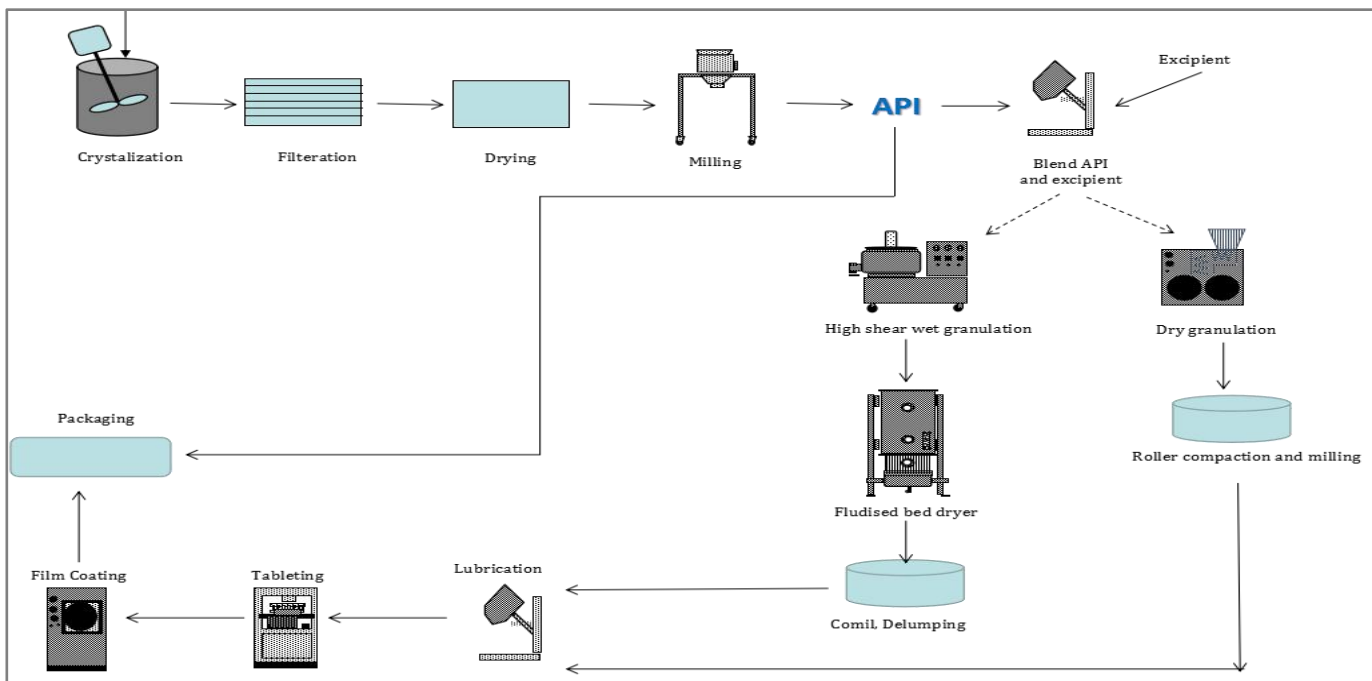 Excipient
API
Crystalization
Filteration
Drying
Milling
Blend API
and excipient
High shear wet granulation
Dry granulation
Packaging
Roller compaction and milling
Fludised bed dryer
Film Coating
Tableting
Lubrication
Comil, Delumping